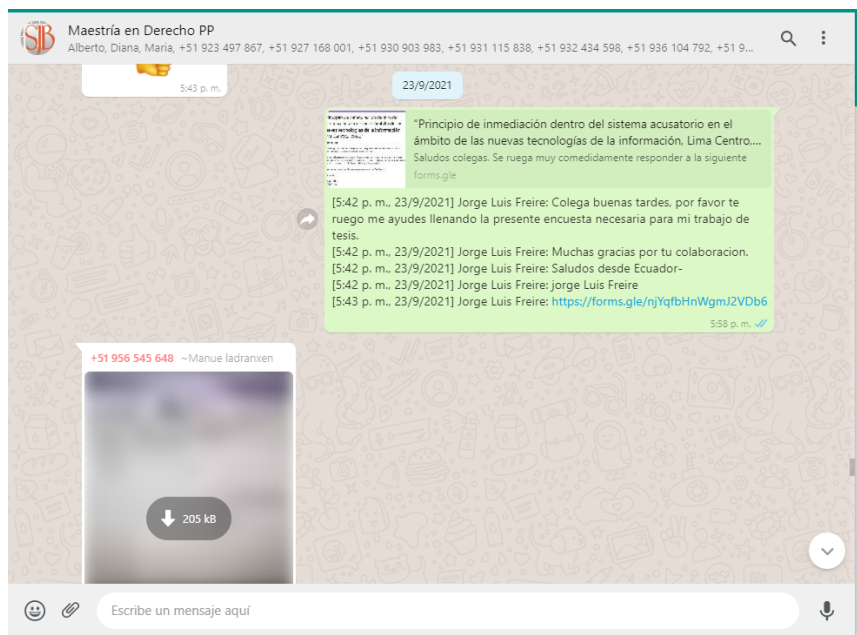 SIB
Maestría en Derecho PP
Alberto, Diana, Maria, +51 923 497 867, +51 927 168 001, +51 930 903 983, +51 931 115 838, +51 932 434 598, +51 936 104 792, +51 9...
5:43 p. m.
23/9/2021
"Principio de inmediación dentro del sistema acusatorio en el
ámbito de las nuevas tecnologías de la información, Lima Centro,...
Saludos colegas. Se ruega muy comedidamente responder a la siguiente
forms.gle
[5:42 p. m., 23/9/2021] Jorge Luis Freire: Colega buenas tardes, por favor te
ruego me ayudes llenando la presente encuesta necesaria para mi trabajo de
tesis.
[5:42 p. m., 23/9/2021] Jorge Luis Freire: Muchas gracias por tu colaboracion.
[5:42 p. m., 23/9/2021] Jorge Luis Freire: Saludos desde Ecuador-
[5:42 p. m., 23/9/2021] Jorge Luis Freire: jorge Luis Freire
[5:43 p. m., 23/9/2021] Jorge Luis Freire: https://forms.gle/njYqfbHnWgmJ2VDb6
5:58 p. m.
+51 956 545 648 ~Manue ladranxen
205 kB
Escribe un mensaje aquí